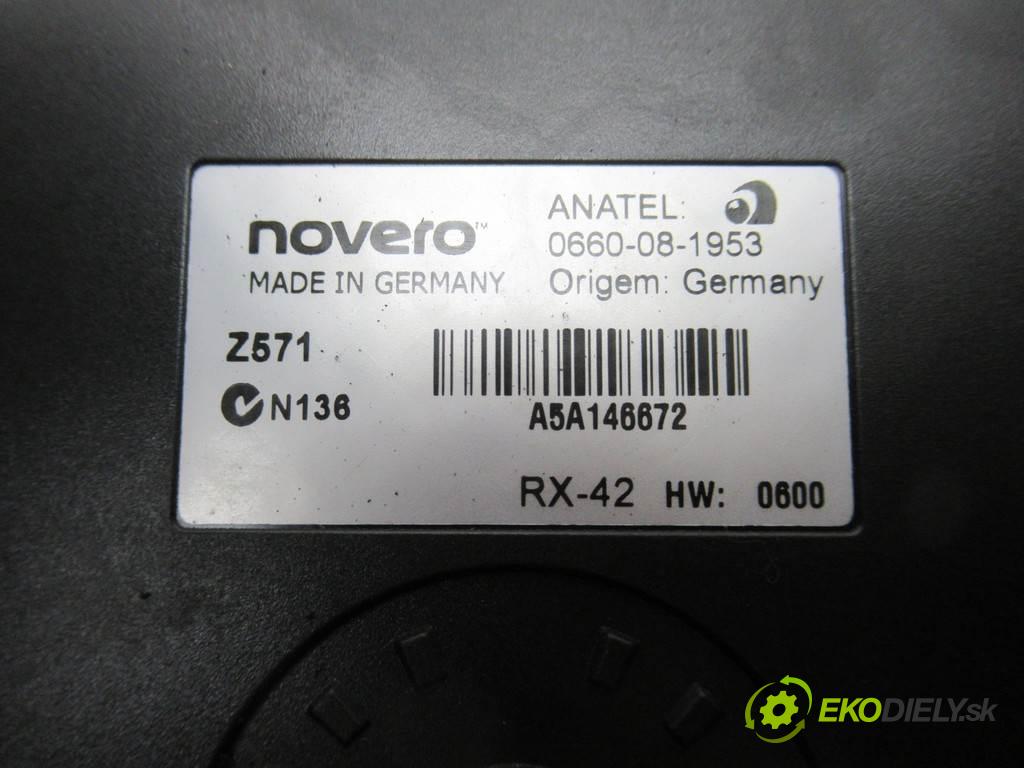 novero™
MADE IN GERMANY
ANATEL:
0660-08-1953
Origem: Germany
Z571
N136
A5A146672
RX-42 HW: 0600
EKODIELY.sk